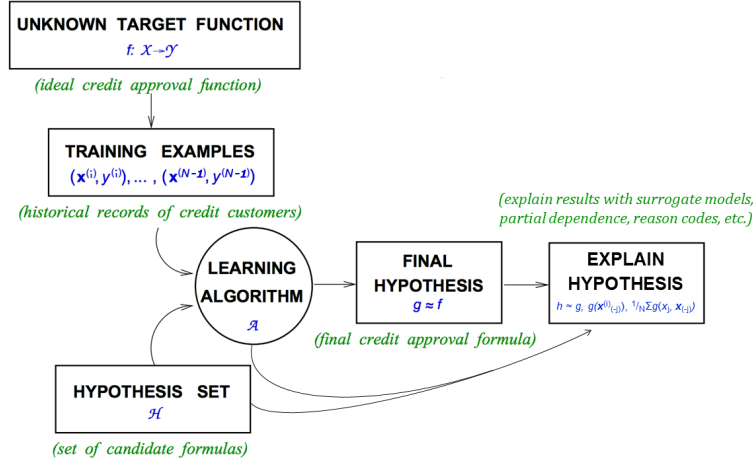 UNKNOWN TARGET FUNCTION
f: 𝒳→𝒴
(ideal credit approval function)
TRAINING EXAMPLES
(x⁽ⁱ⁾, y⁽ⁱ⁾), ... , (x⁽ᴺ⁻¹⁾, y⁽ᴺ⁻¹⁾)
(historical records of credit customers)
(explain results with surrogate models,
partial dependence, reason codes, etc.)
LEARNING
ALGORITHM
𝒜
FINAL
HYPOTHESIS
g ≈ f
(final credit approval formula)
EXPLAIN
HYPOTHESIS
h ≈ g, g(x⁽ⁱ⁾₍₋ⱼ₎), ¹/NΣg(xⱼ, x₍₋ⱼ₎)
HYPOTHESIS SET
ℋ
(set of candidate formulas)